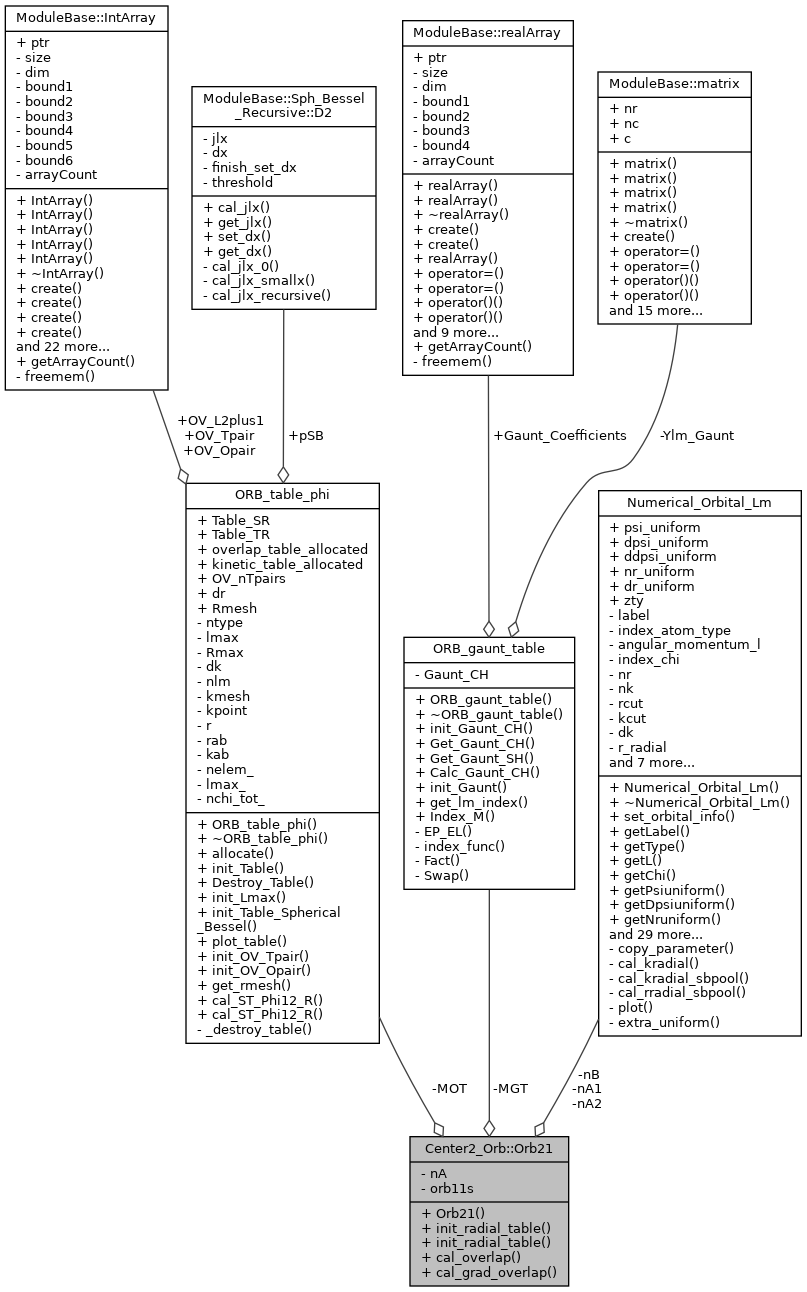 ModuleBase::IntArray
+ ptr
- size
- dim
- bound1
- bound2
- bound3
- bound4
- bound5
- bound6
- arrayCount
+ IntArray()
+ IntArray()
+ IntArray()
+ IntArray()
+ IntArray()
+ ~IntArray()
+ create()
+ create()
+ create()
+ create()
and 22 more...
+ getArrayCount()
- freemem()
ModuleBase::Sph_Bessel
_Recursive::D2
- jlx
- dx
- finish_set_dx
- threshold
+ cal_jlx()
+ get_jlx()
+ set_dx()
+ get_dx()
- cal_jlx_0()
- cal_jlx_smallx()
- cal_jlx_recursive()
ModuleBase::realArray
+ ptr
- size
- dim
- bound1
- bound2
- bound3
- bound4
- arrayCount
+ realArray()
+ realArray()
+ ~realArray()
+ create()
+ create()
+ realArray()
+ operator=()
+ operator=()
+ operator()()
+ operator()()
and 9 more...
+ getArrayCount()
- freemem()
ModuleBase::matrix
+ nr
+ nc
+ c
+ matrix()
+ matrix()
+ matrix()
+ matrix()
+ ~matrix()
+ create()
+ operator=()
+ operator=()
+ operator()()
+ operator()()
and 15 more...
+OV_L2plus1
+OV_Tpair
+OV_Opair
+pSB
+Gaunt_Coefficients
-Ylm_Gaunt
ORB_table_phi
+ Table_SR
+ Table_TR
+ overlap_table_allocated
+ kinetic_table_allocated
+ OV_nTpairs
+ dr
+ Rmesh
- ntype
- lmax
- Rmax
- dk
- nlm
- kmesh
- kpoint
- r
- rab
- kab
- nelem_
- lmax_
- nchi_tot_
+ ORB_table_phi()
+ ~ORB_table_phi()
+ allocate()
+ init_Table()
+ Destroy_Table()
+ init_Lmax()
+ init_Table_Spherical
_Bessel()
+ plot_table()
+ init_OV_Tpair()
+ init_OV_Opair()
+ get_rmesh()
+ cal_ST_Phi12_R()
+ cal_ST_Phi12_R()
- _destroy_table()
ORB_gaunt_table
- Gaunt_CH
+ ORB_gaunt_table()
+ ~ORB_gaunt_table()
+ init_Gaunt_CH()
+ Get_Gaunt_CH()
+ Get_Gaunt_SH()
+ Calc_Gaunt_CH()
+ init_Gaunt()
+ get_lm_index()
+ Index_M()
- EP_EL()
- index_func()
- Fact()
- Swap()
Numerical_Orbital_Lm
+ psi_uniform
+ dpsi_uniform
+ ddpsi_uniform
+ nr_uniform
+ dr_uniform
+ zty
- label
- index_atom_type
- angular_momentum_l
- index_chi
- nr
- nk
- rcut
- kcut
- dk
- r_radial
and 7 more...
+ Numerical_Orbital_Lm()
+ ~Numerical_Orbital_Lm()
+ set_orbital_info()
+ getLabel()
+ getType()
+ getL()
+ getChi()
+ getPsiuniform()
+ getDpsiuniform()
+ getNruniform()
and 29 more...
- copy_parameter()
- cal_kradial()
- cal_kradial_sbpool()
- cal_rradial_sbpool()
- plot()
- extra_uniform()
-MOT
-MGT
-nB
-nA1
-nA2
Center2_Orb::Orb21
- nA
- orb11s
+ Orb21()
+ init_radial_table()
+ init_radial_table()
+ cal_overlap()
+ cal_grad_overlap()